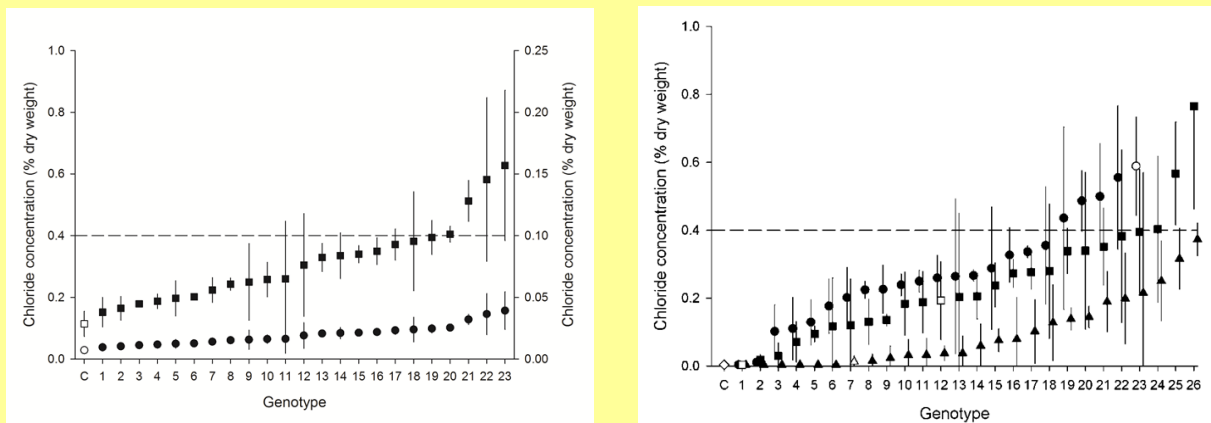 1.0
0.8
0.6
0.4
0.2
0.0
Chloride concentration (% dry weight)
0.25
0.20
0.15
0.10
0.05
0.00
Chloride concentration (% dry weight)
C 1 2 3 4 5 6 7 8 9 10 11 12 13 14 15 16 17 18 19 20 21 22 23
Genotype
1.0
0.8
0.6
0.4
0.2
0.0
Chloride concentration (% dry weight)
C 1 2 3 4 5 6 7 8 9 10 11 12 13 14 15 16 17 18 19 20 21 22 23 24 25 26
Genotype